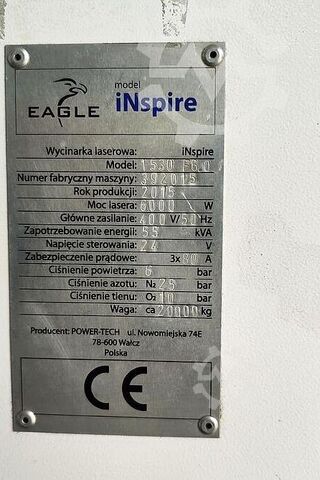 EAGLE
model
iNspire
Wycinarka laserowa: iNspire
Model: 1530 F6.0
Numer fabryczny maszyny: 392015
Rok produkcji: 2015
Moc lasera: 6000 W
Główne zasilanie: 400 V/50 Hz
Zapotrzebowanie energii: 55 kVA
Napięcie sterowania: 24 V
Zabezpieczenie prądowe: 3x80 A
Ciśnienie powietrza: 6 bar
Ciśnienie azotu: N2 25 bar
Ciśnienie tlenu: O2 10 bar
Waga: ca 20000 kg
Producent: POWER-TECH ul. Nowomiejska 74E
78-600 Wałcz
Polska
CE